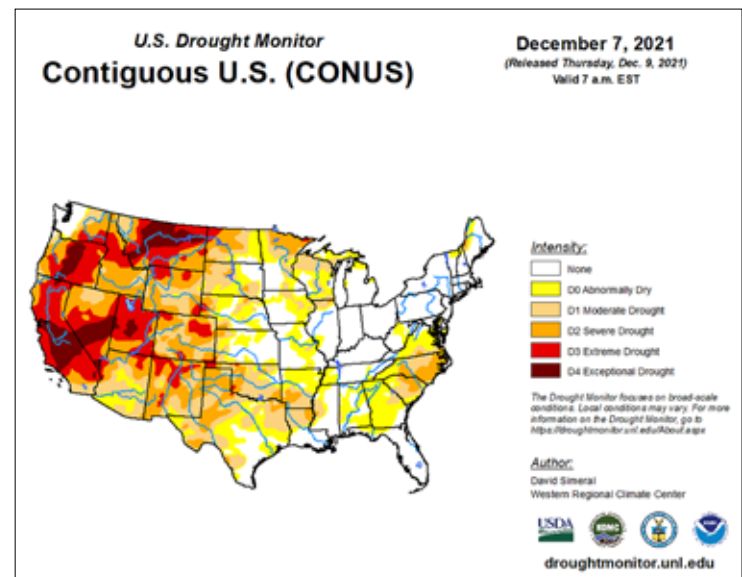 U.S. Drought Monitor
Contiguous U.S. (CONUS)
December 7, 2021
(Released Thursday, Dec. 9, 2021)
Valid 7 a.m. EST
Intensity:
None
D0 Abnormally Dry
D1 Moderate Drought
D2 Severe Drought
D3 Extreme Drought
D4 Exceptional Drought
The Drought Monitor focuses on broad-scale
conditions. Local conditions may vary. For more
information on the Drought Monitor, go to
https://droughtmonitor.unl.edu/About.aspx
Author:
David Simeral
Western Regional Climate Center
USDA
NDMC
droughtmonitor.unl.edu